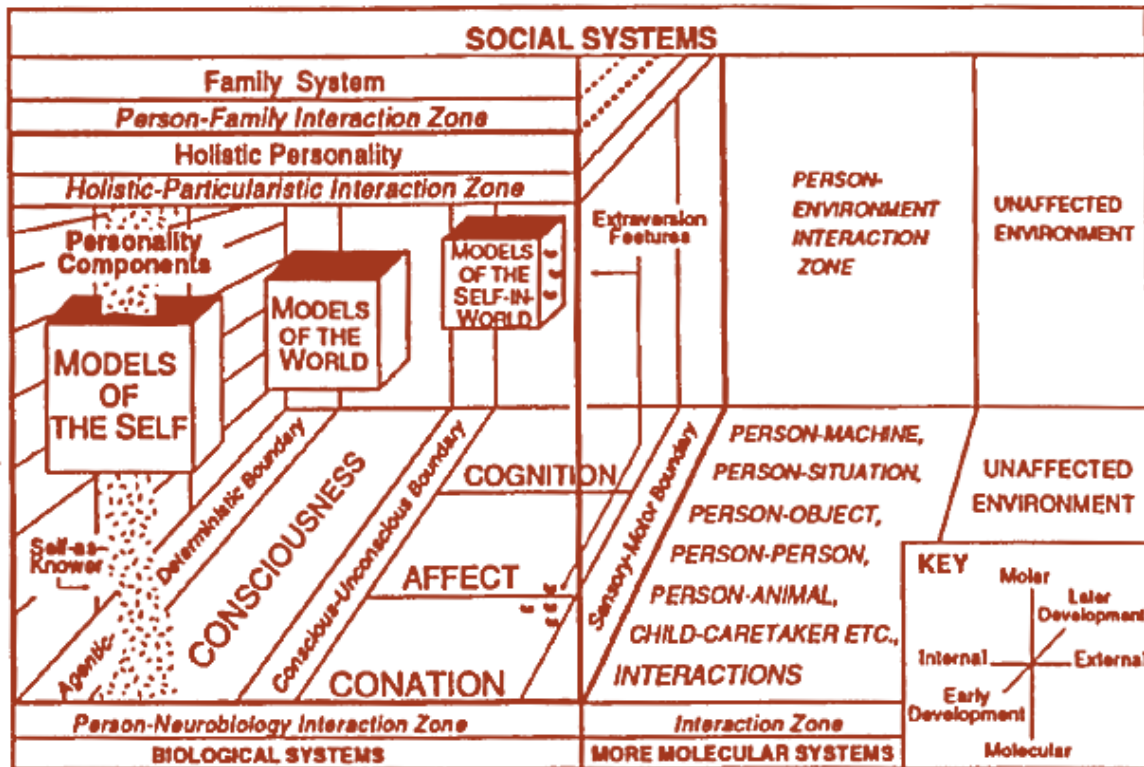 SOCIAL SYSTEMS
Family System
Person-Family Interaction Zone
Holistic Personality
Holistic-Particularistic Interaction Zone
Personality
Components
MODELS
OF
THE SELF
MODELS
OF THE
WORLD
MODELS
OF THE
SELF-IN-
WORLD
Extraversion
Features
PERSON-
ENVIRONMENT
INTERACTION
ZONE
UNAFFECTED
ENVIRONMENT
Self-as-
Knower
Agentic-
Deterministic Boundary
CONSCIOUSNESS
Conscious-Unconscious Boundary
COGNITION
AFFECT
CONATION
Sensory-Motor Boundary
PERSON-MACHINE,
PERSON-SITUATION,
PERSON-OBJECT,
PERSON-PERSON,
PERSON-ANIMAL,
CHILD-CARETAKER ETC.,
INTERACTIONS
UNAFFECTED
ENVIRONMENT
KEY
Molar
Later
Development
Internal
External
Early
Development
Molecular
Person-Neurobiology Interaction Zone
Interaction Zone
BIOLOGICAL SYSTEMS
MORE MOLECULAR SYSTEMS